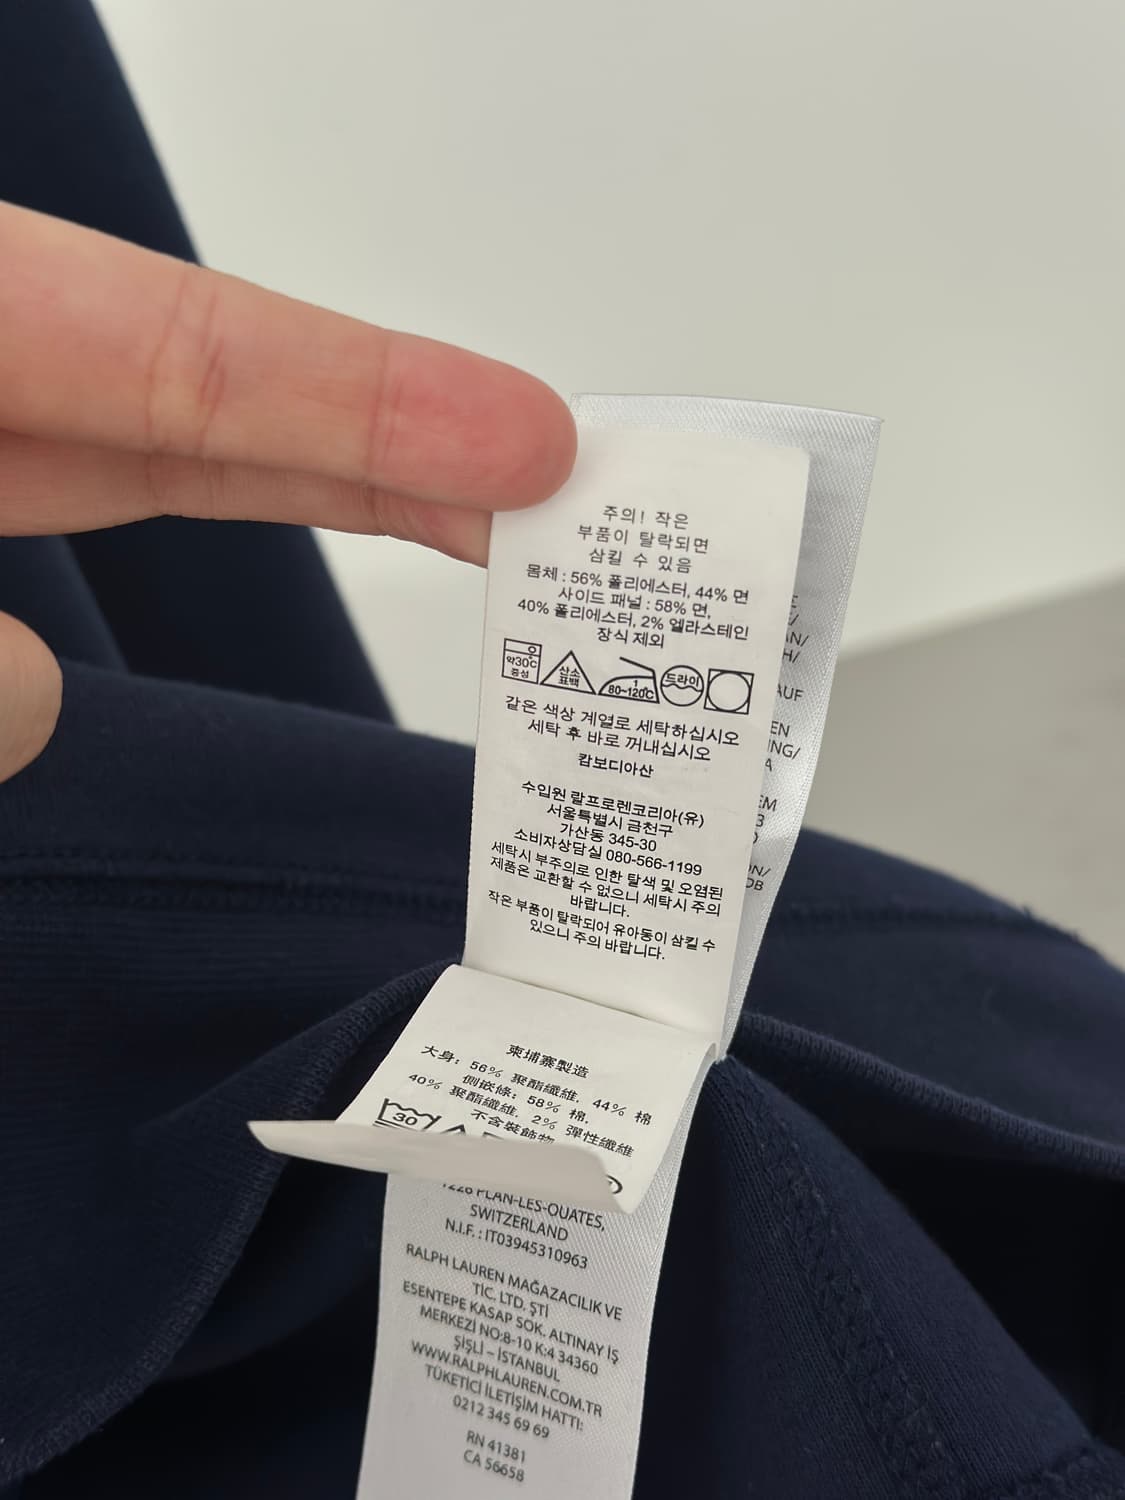 주의! 작은
부품이 탈락되면
삼킬 수 있음
몸체 : 56% 폴리에스터, 44% 면
사이드 패널 : 58% 면,
40% 폴리에스터, 2% 엘라스테인
장식 제외
약30℃
중성
산소
표백
1
80~120℃
드라이
같은 색상 계열로 세탁하십시오
세탁 후 바로 꺼내십시오
캄보디아산
수입원 랄프로렌코리아(유)
서울특별시 금천구
가산동 345-30
소비자상담실 080-566-1199
세탁시 부주의로 인한 탈색 및 오염된
제품은 교환할 수 없으니 세탁시 주의
바랍니다.
작은 부품이 탈락되어 유아동이 삼킬 수
있으니 주의 바랍니다.
柬埔寨製造
大身: 56% 聚酯纖維, 44% 棉
側嵌條: 58% 棉,
40% 聚酯纖維, 2% 彈性纖維
不含裝飾物
30
1228 PLAN-LES-OUATES,
SWITZERLAND
N.I.F. : IT03945310963
RALPH LAUREN MAĞAZACILIK VE
TİC. LTD. ŞTİ
ESENTEPE KASAP SOK. ALTINAY İŞ
MERKEZİ NO:8-10 K:4 34360
ŞİŞLİ – İSTANBUL
WWW.RALPHLAUREN.COM.TR
TÜKETİCİ İLETİŞİM HATTI:
0212 345 69 69
RN 41381
CA 56658